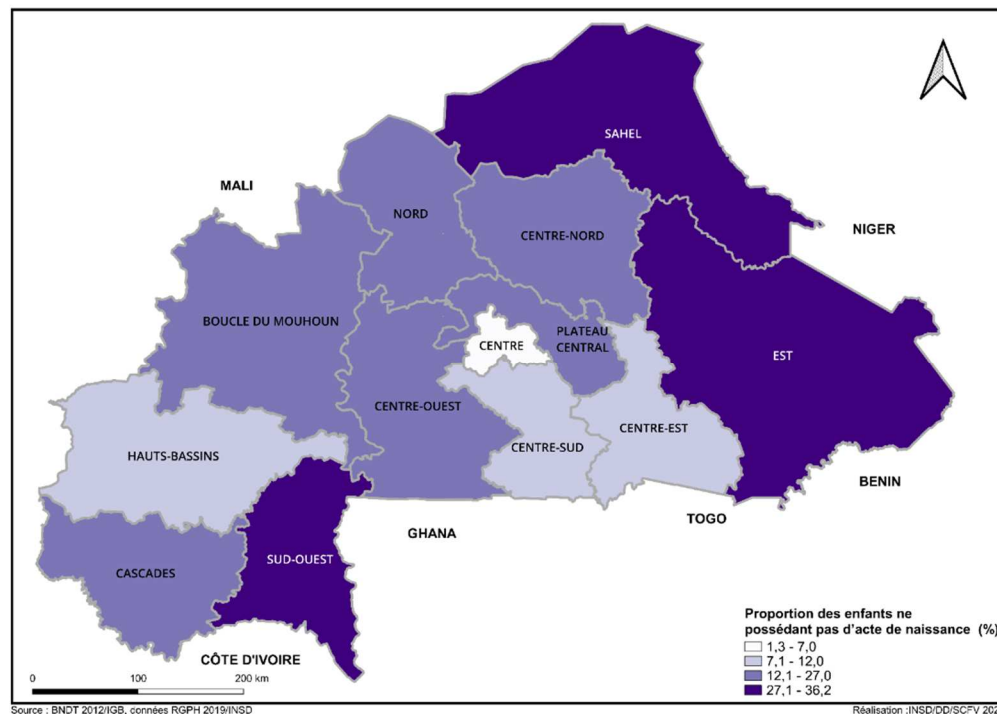 SAHEL
MALI
NORD
NIGER
CENTRE-NORD
BOUCLE DU MOUHOUN
PLATEAU
CENTRAL
CENTRE
EST
CENTRE-OUEST
CENTRE-EST
CENTRE-SUD
HAUTS-BASSINS
BENIN
TOGO
GHANA
SUD-OUEST
CASCADES
CÔTE D'IVOIRE
Proportion des enfants ne
possédant pas d'acte de naissance (%)
1,3 - 7,0
7,1 - 12,0
12,1 - 27,0
27,1 - 36,2
0 100 200 km
Source : BNDT 2012/IGB, données RGPH 2019/INSD
Réalisation :INSD/DD/SCFV 202